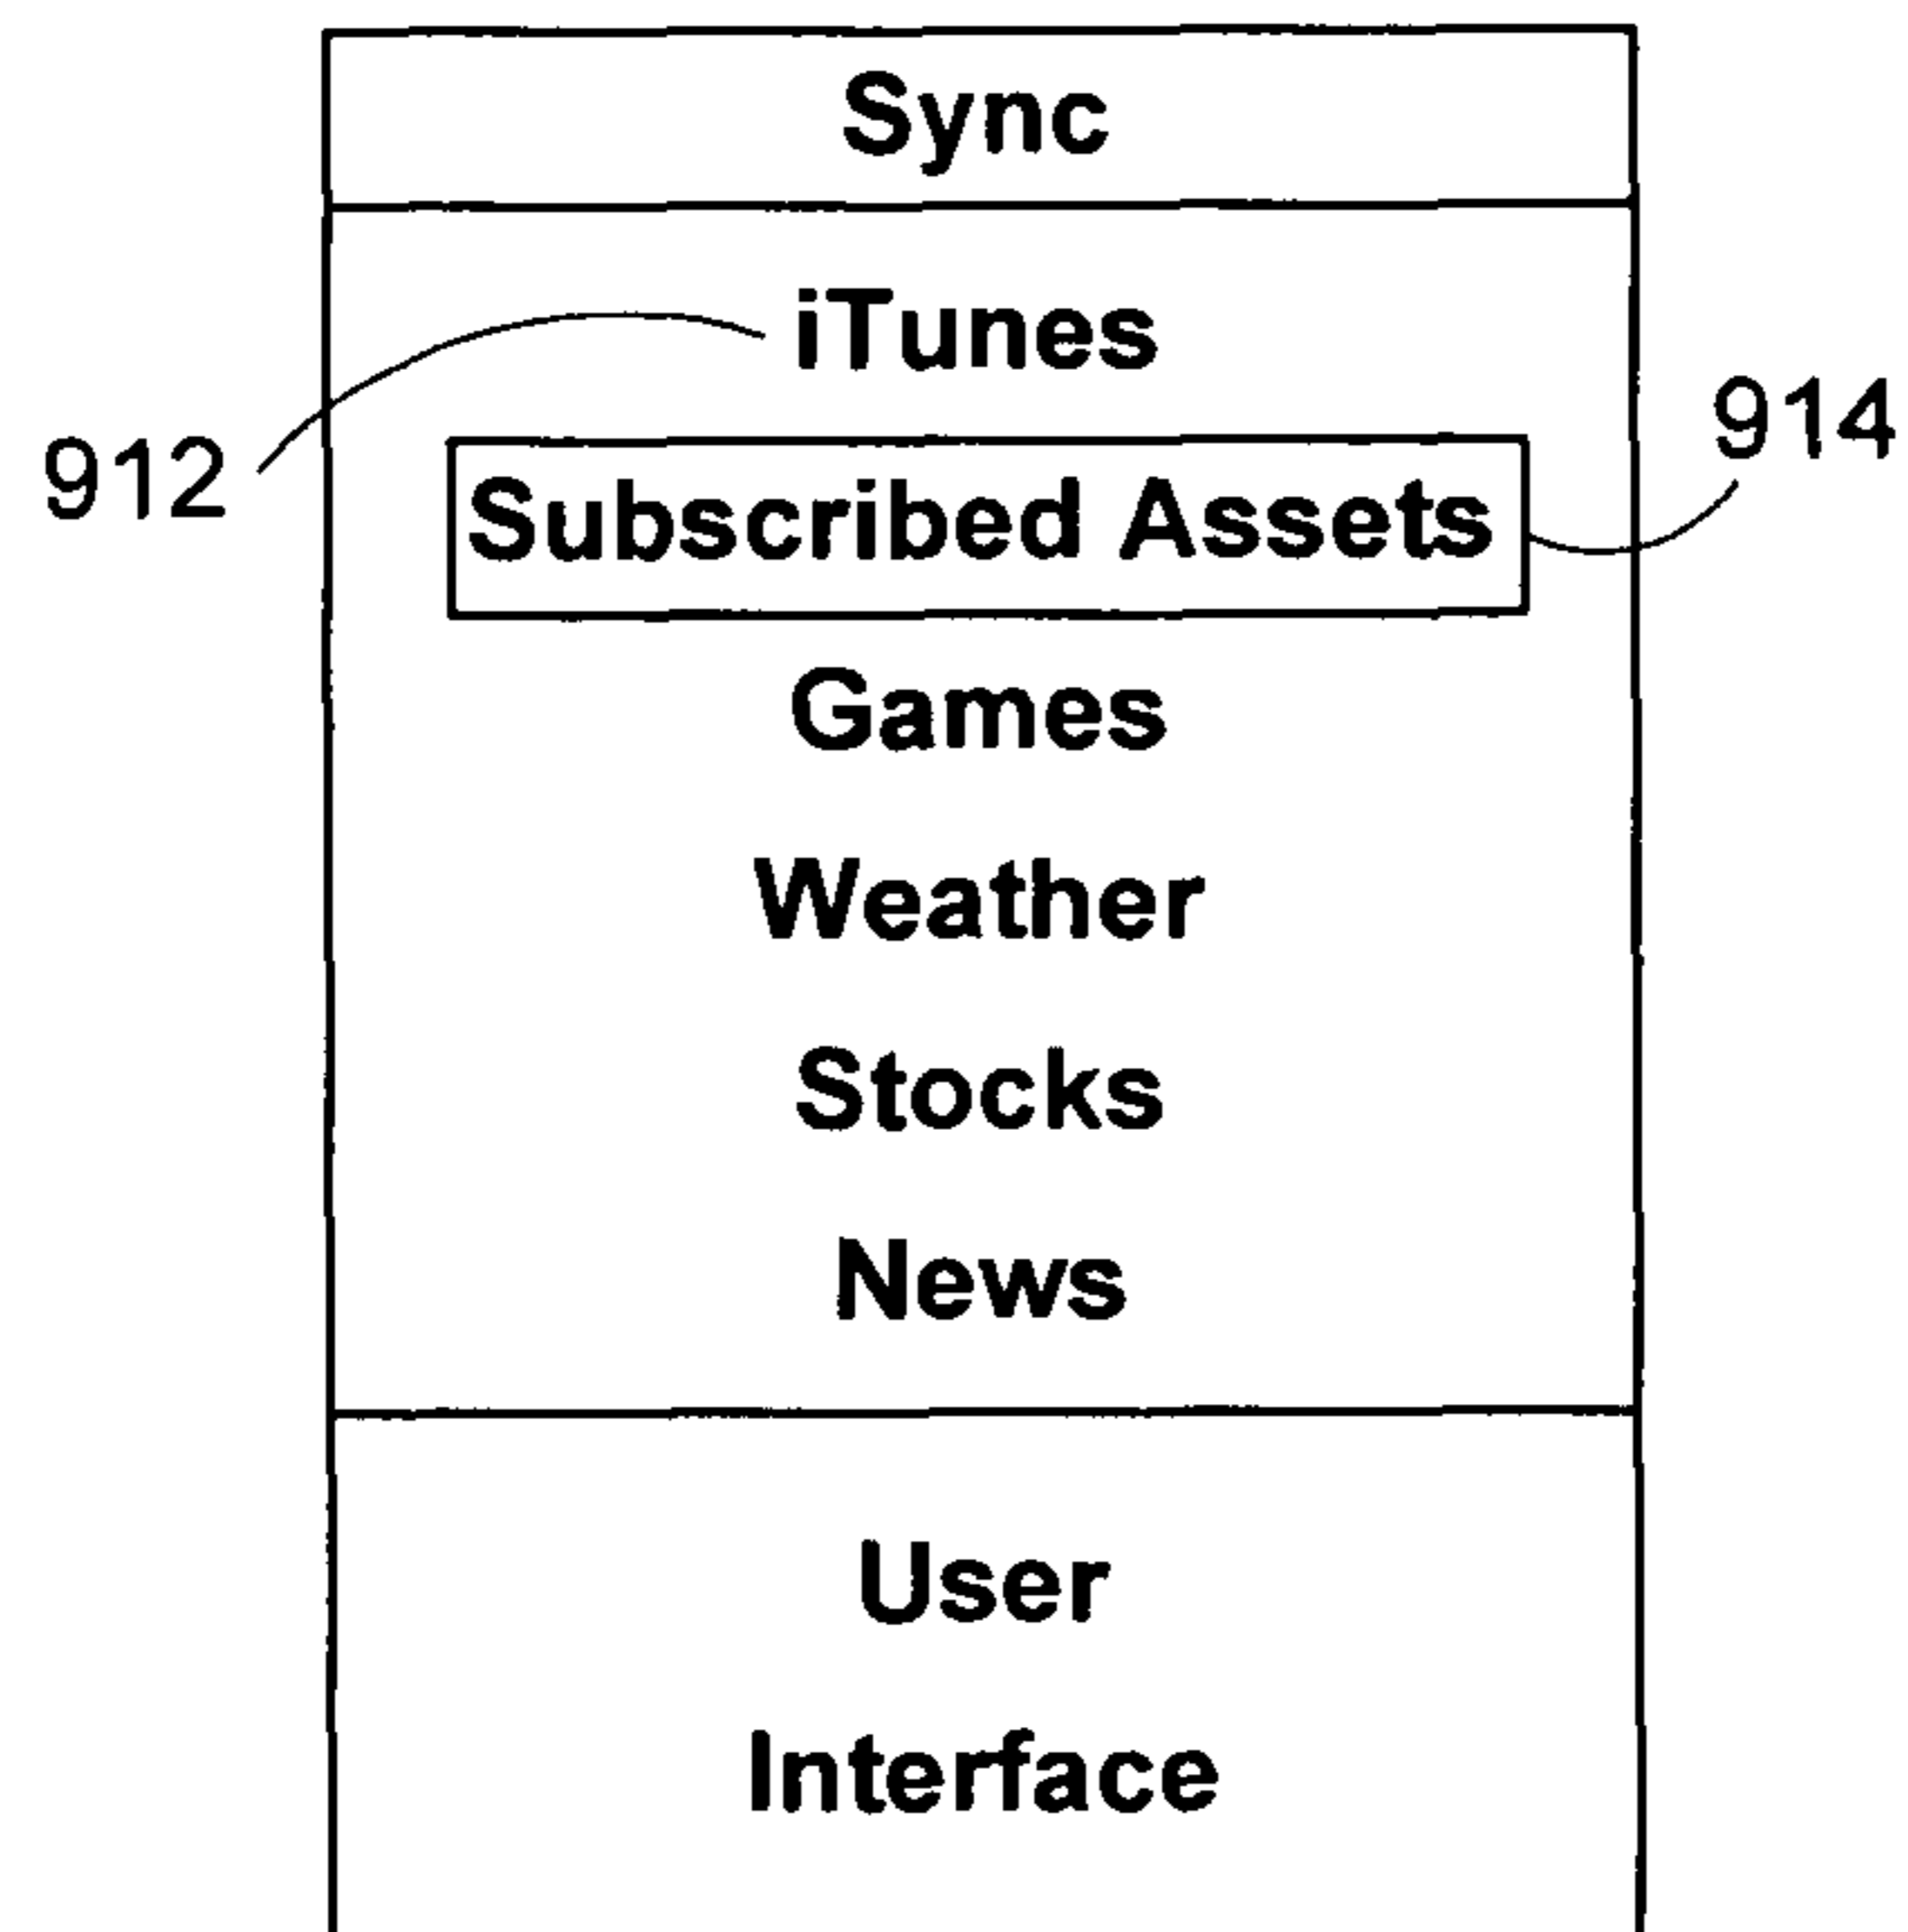 Sync
iTunes
912
914
Subscribed Assets
Games
Weather
Stocks
News
User
Interface